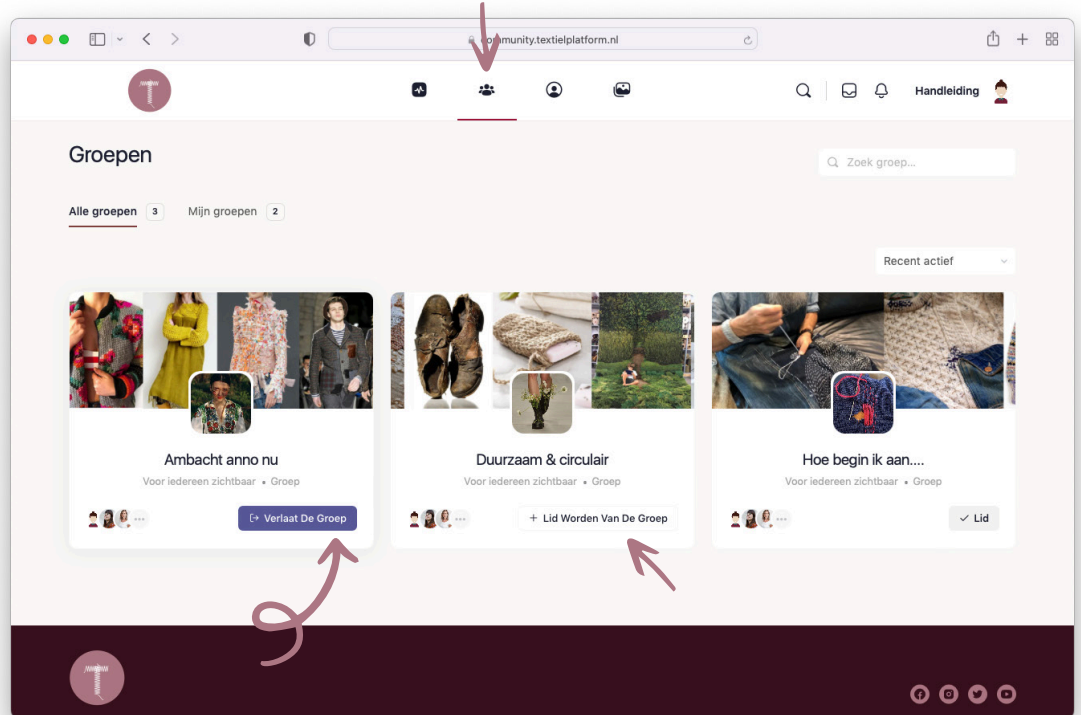 community.textielplatform.nl
Handleiding
Groepen
Zoek groep...
Alle groepen 3 Mijn groepen 2
Recent actief
Ambacht anno nu
Voor iedereen zichtbaar • Groep
Verlaat De Groep
Duurzaam & circulair
Voor iedereen zichtbaar • Groep
+ Lid Worden Van De Groep
Hoe begin ik aan....
Voor iedereen zichtbaar • Groep
Lid